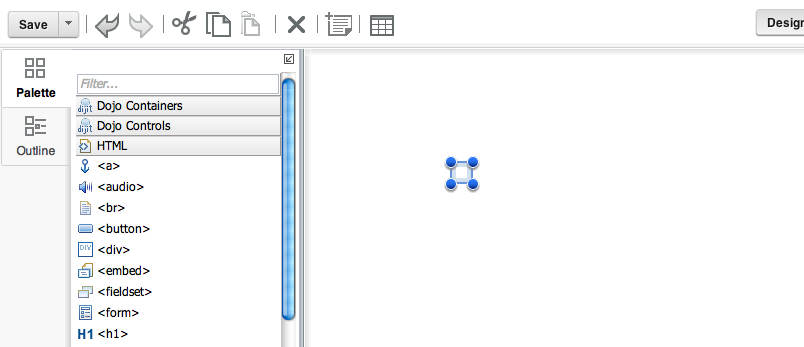 Save
Design
Palette
Outline
Filter...
dijit Dojo Containers
dijit Dojo Controls
HTML
<a>
<audio>
<br>
<button>
DIV <div>
<embed>
<fieldset>
<form>
H1 <h1>